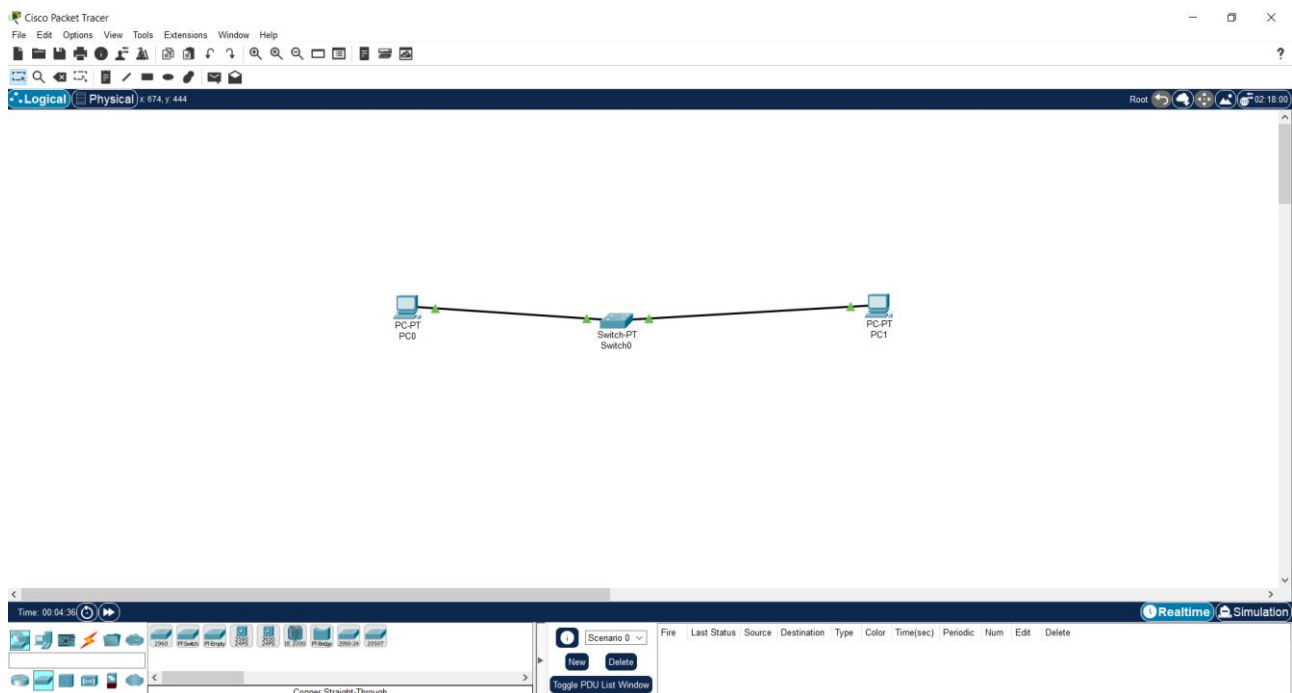 Cisco Packet Tracer
File Edit Options View Tools Extensions Window Help
?
Logical Physical x: 674, y: 444 Root 02:18:00
PC-PT
PC0
Switch-PT
Switch0
PC-PT
PC1
Time: 00:04:36 Realtime Simulation
2960 PT-Switch PT-Empty IE 2000 PT-Bridge 2950-24 2950T
Scenario 0
Fire Last Status Source Destination Type Color Time(sec) Periodic Num Edit Delete
New Delete
Toggle PDU List Window
Copper Straight-Through